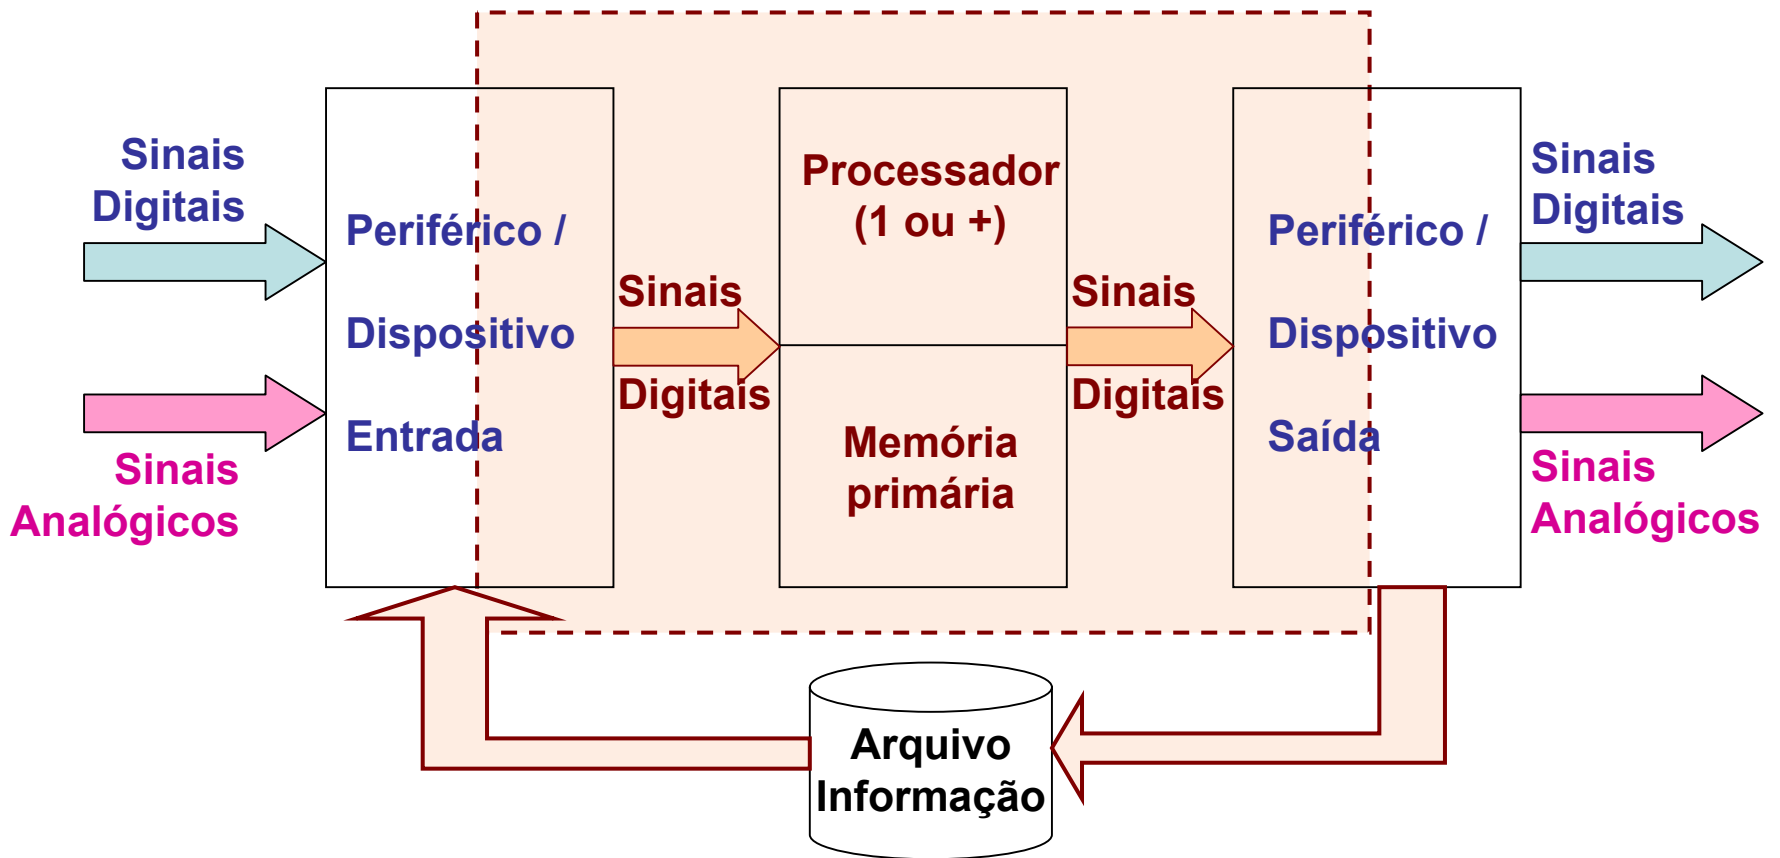 Sinais
Digitais
Sinais
Analógicos
Periférico /
Dispositivo
Entrada
Sinais
Digitais
Processador
(1 ou +)
Memória
primária
Sinais
Digitais
Periférico /
Dispositivo
Saída
Sinais
Digitais
Sinais
Analógicos
Arquivo
Informação